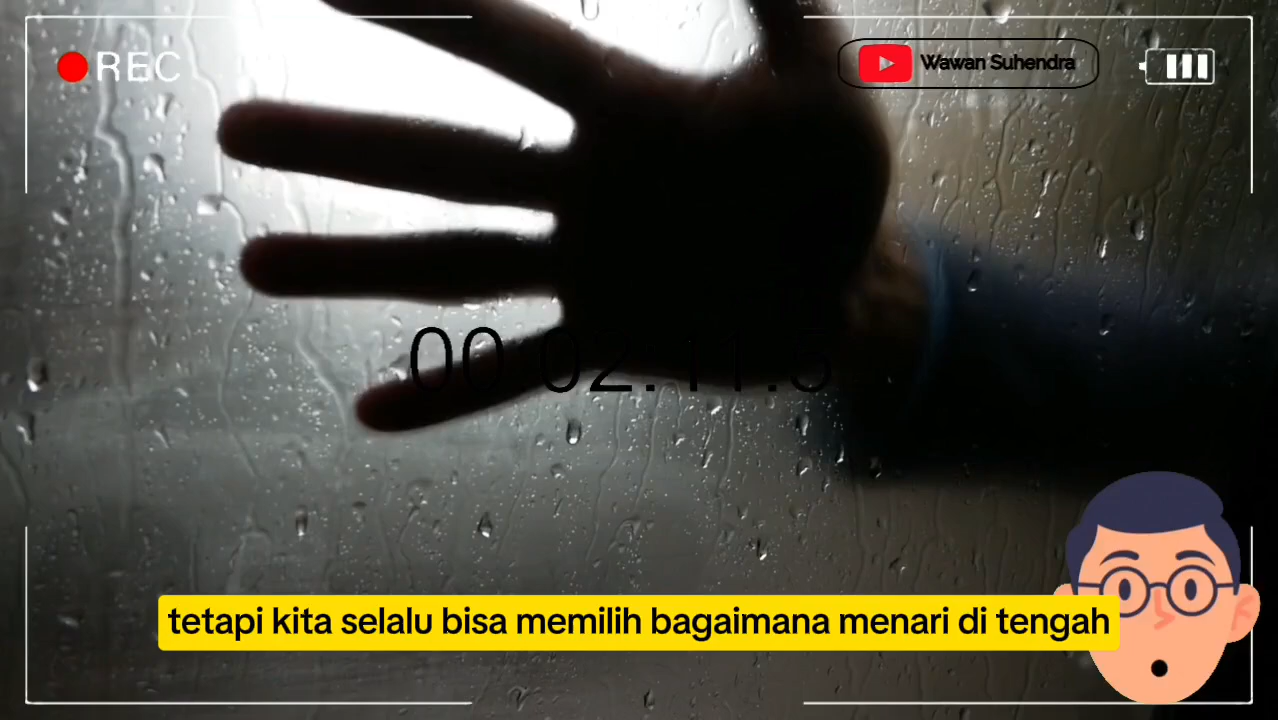 REC
Wawan Suhendra
tetapi kita selalu bisa memilih bagaimana menari di tengah